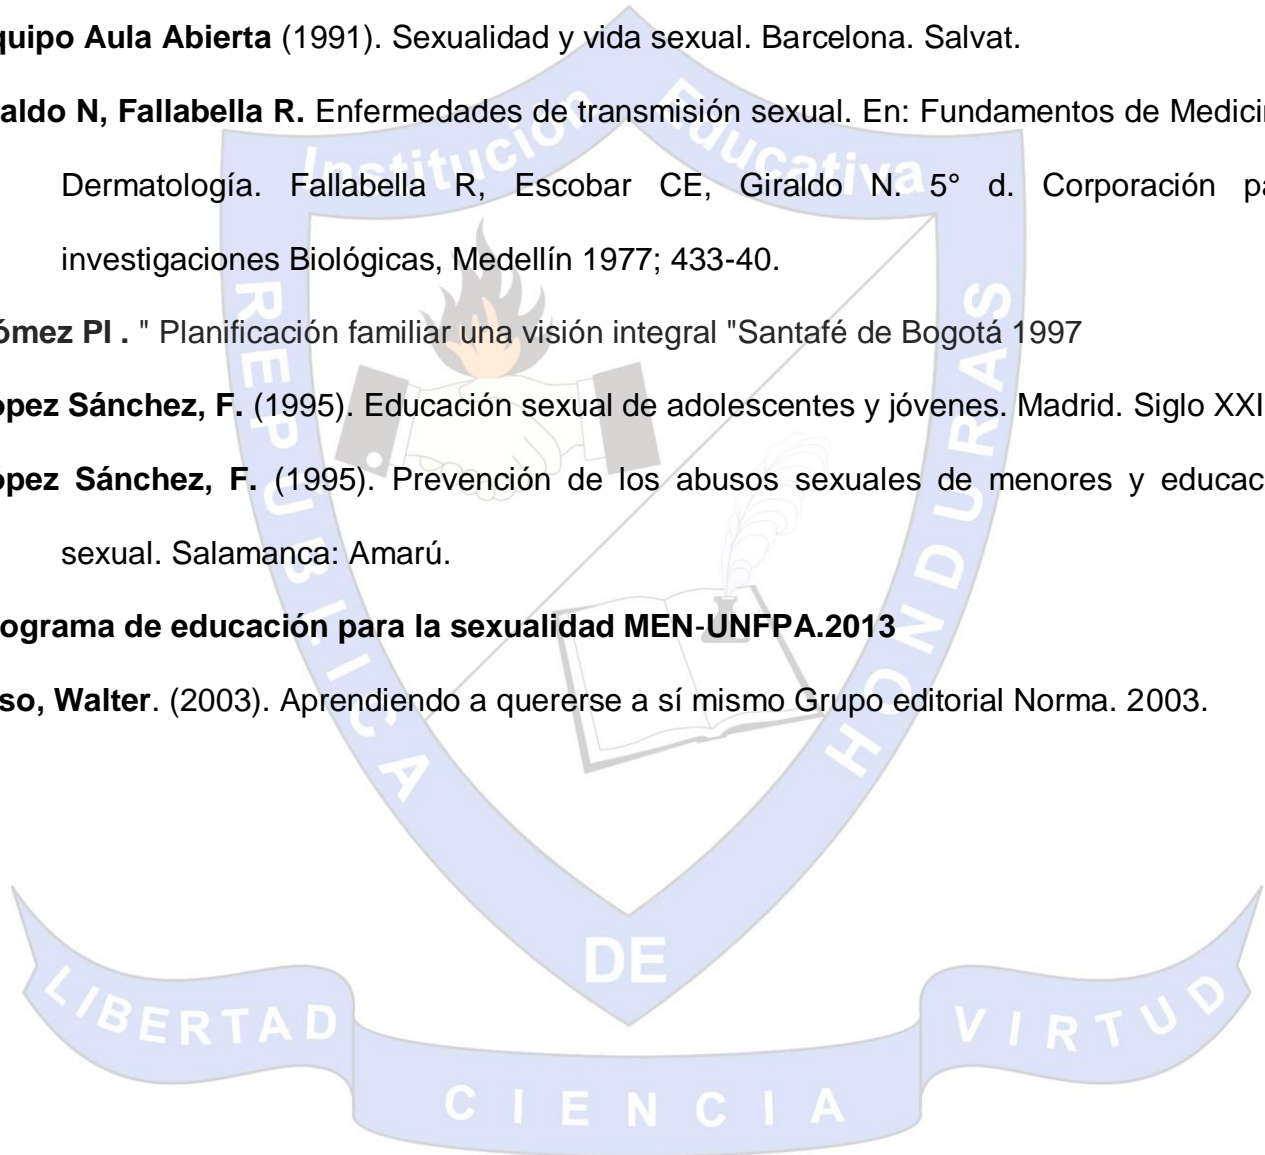 quipo Aula Abierta (1991). Sexualidad y vida sexual. Barcelona. Salvat.
aldo N, Fallabella R. Enfermedades de transmisión sexual. En: Fundamentos de Medici
Dermatología. Fallabella R, Escobar CE, Giraldo N. 5° d. Corporación pa
investigaciones Biológicas, Medellín 1977; 433-40.
ómez PI . " Planificación familiar una visión integral "Santafé de Bogotá 1997
ópez Sánchez, F. (1995). Educación sexual de adolescentes y jóvenes. Madrid. Siglo XXI
ópez Sánchez, F. (1995). Prevención de los abusos sexuales de menores y educac
sexual. Salamanca: Amarú.
ograma de educación para la sexualidad MEN-UNFPA.2013
so, Walter. (2003). Aprendiendo a quererse a sí mismo Grupo editorial Norma. 2003.
Institución Educativa
REPÚBLICA
DE
HONDURAS
LIBERTAD
CIENCIA
VIRTUD